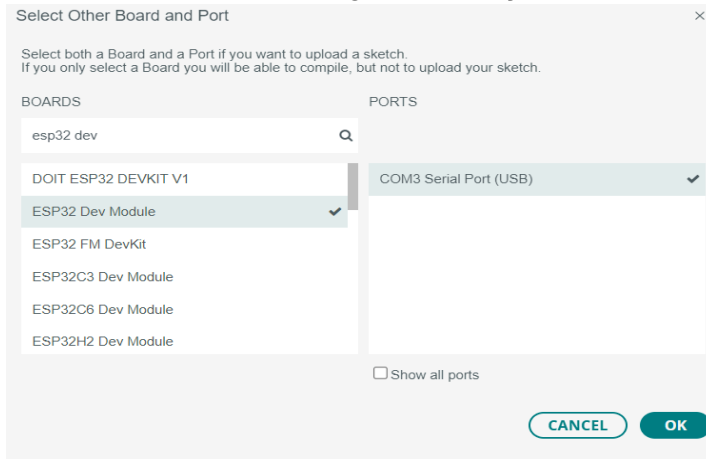 Select Other Board and Port
Select both a Board and a Port if you want to upload a sketch.
If you only select a Board you will be able to compile, but not to upload your sketch.
BOARDS
PORTS
esp32 dev
DOIT ESP32 DEVKIT V1
COM3 Serial Port (USB)
ESP32 Dev Module
ESP32 FM DevKit
ESP32C3 Dev Module
ESP32C6 Dev Module
ESP32H2 Dev Module
Show all ports
CANCEL
OK